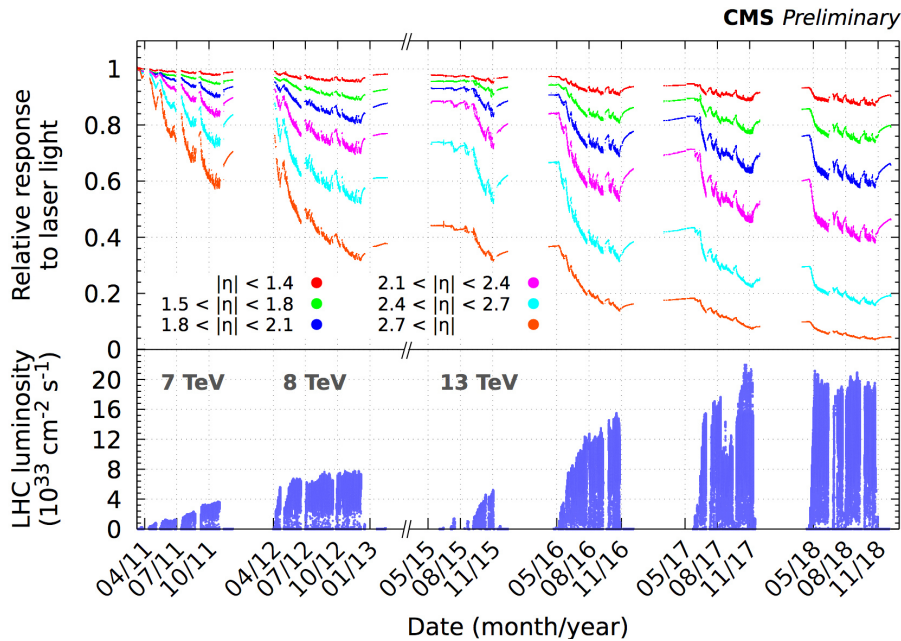 CMS Preliminary
Relative response
to laser light
1
0.8
0.6
0.4
0.2
0
|η| < 1.4
1.5 < |η| < 1.8
1.8 < |η| < 2.1
2.1 < |η| < 2.4
2.4 < |η| < 2.7
2.7 < |η|
LHC luminosity
(10³³ cm⁻² s⁻¹)
20
16
12
8
4
0
7 TeV
8 TeV
13 TeV
04/11
07/11
10/11
04/12
07/12
10/12
01/13
05/15
08/15
11/15
05/16
08/16
11/16
05/17
08/17
11/17
05/18
08/18
11/18
Date (month/year)